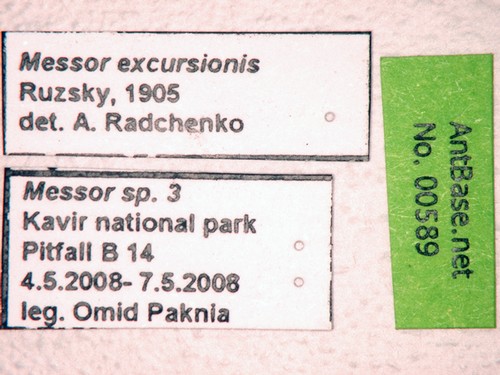 Messor excursionis
Ruzsky, 1905
det. A. Radchenko
Messor sp. 3
Kavir national park
Pitfall B 14
4.5.2008- 7.5.2008
leg. Omid Paknia
AntBase.net
No. 00589